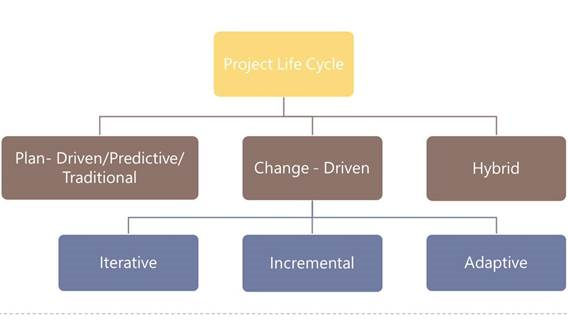 Project Life Cycle
Plan- Driven/Predictive/
Traditional
Change - Driven
Hybrid
Iterative
Incremental
Adaptive